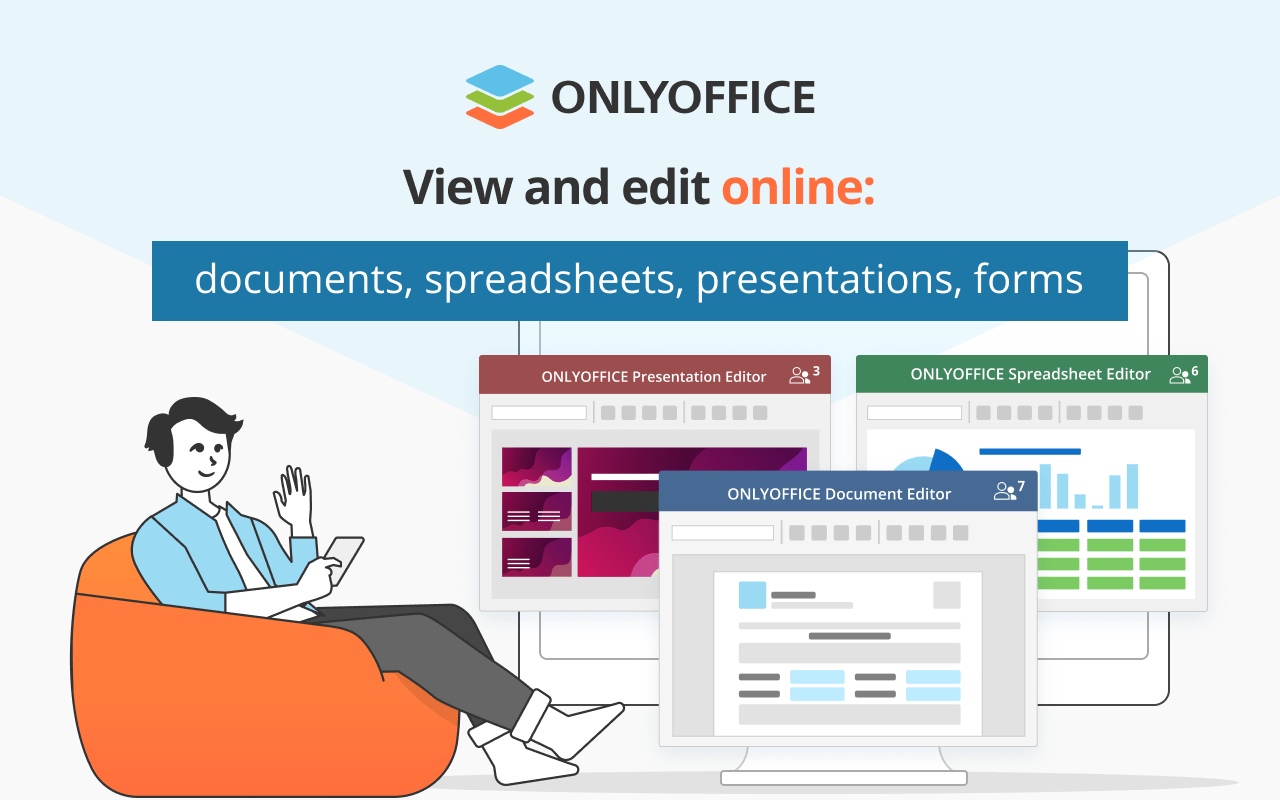 ONLYOFFICE
View and edit online:
documents, spreadsheets, presentations, forms
ONLYOFFICE Presentation Editor 3
ONLYOFFICE Spreadsheet Editor 6
ONLYOFFICE Document Editor 7